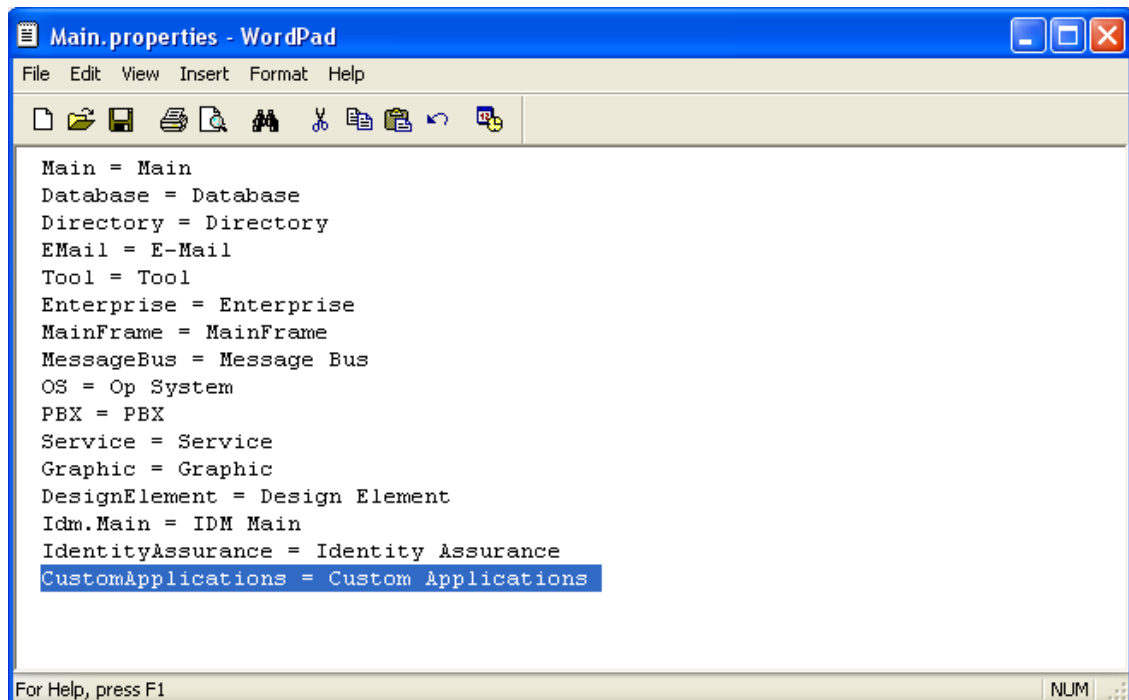 Main.properties - WordPad
File Edit View Insert Format Help
Main = Main
Database = Database
Directory = Directory
EMail = E-Mail
Tool = Tool
Enterprise = Enterprise
MainFrame = MainFrame
MessageBus = Message Bus
OS = Op System
PBX = PBX
Service = Service
Graphic = Graphic
DesignElement = Design Element
Idm.Main = IDM Main
IdentityAssurance = Identity Assurance
CustomApplications = Custom Applications
For Help, press F1 NUM